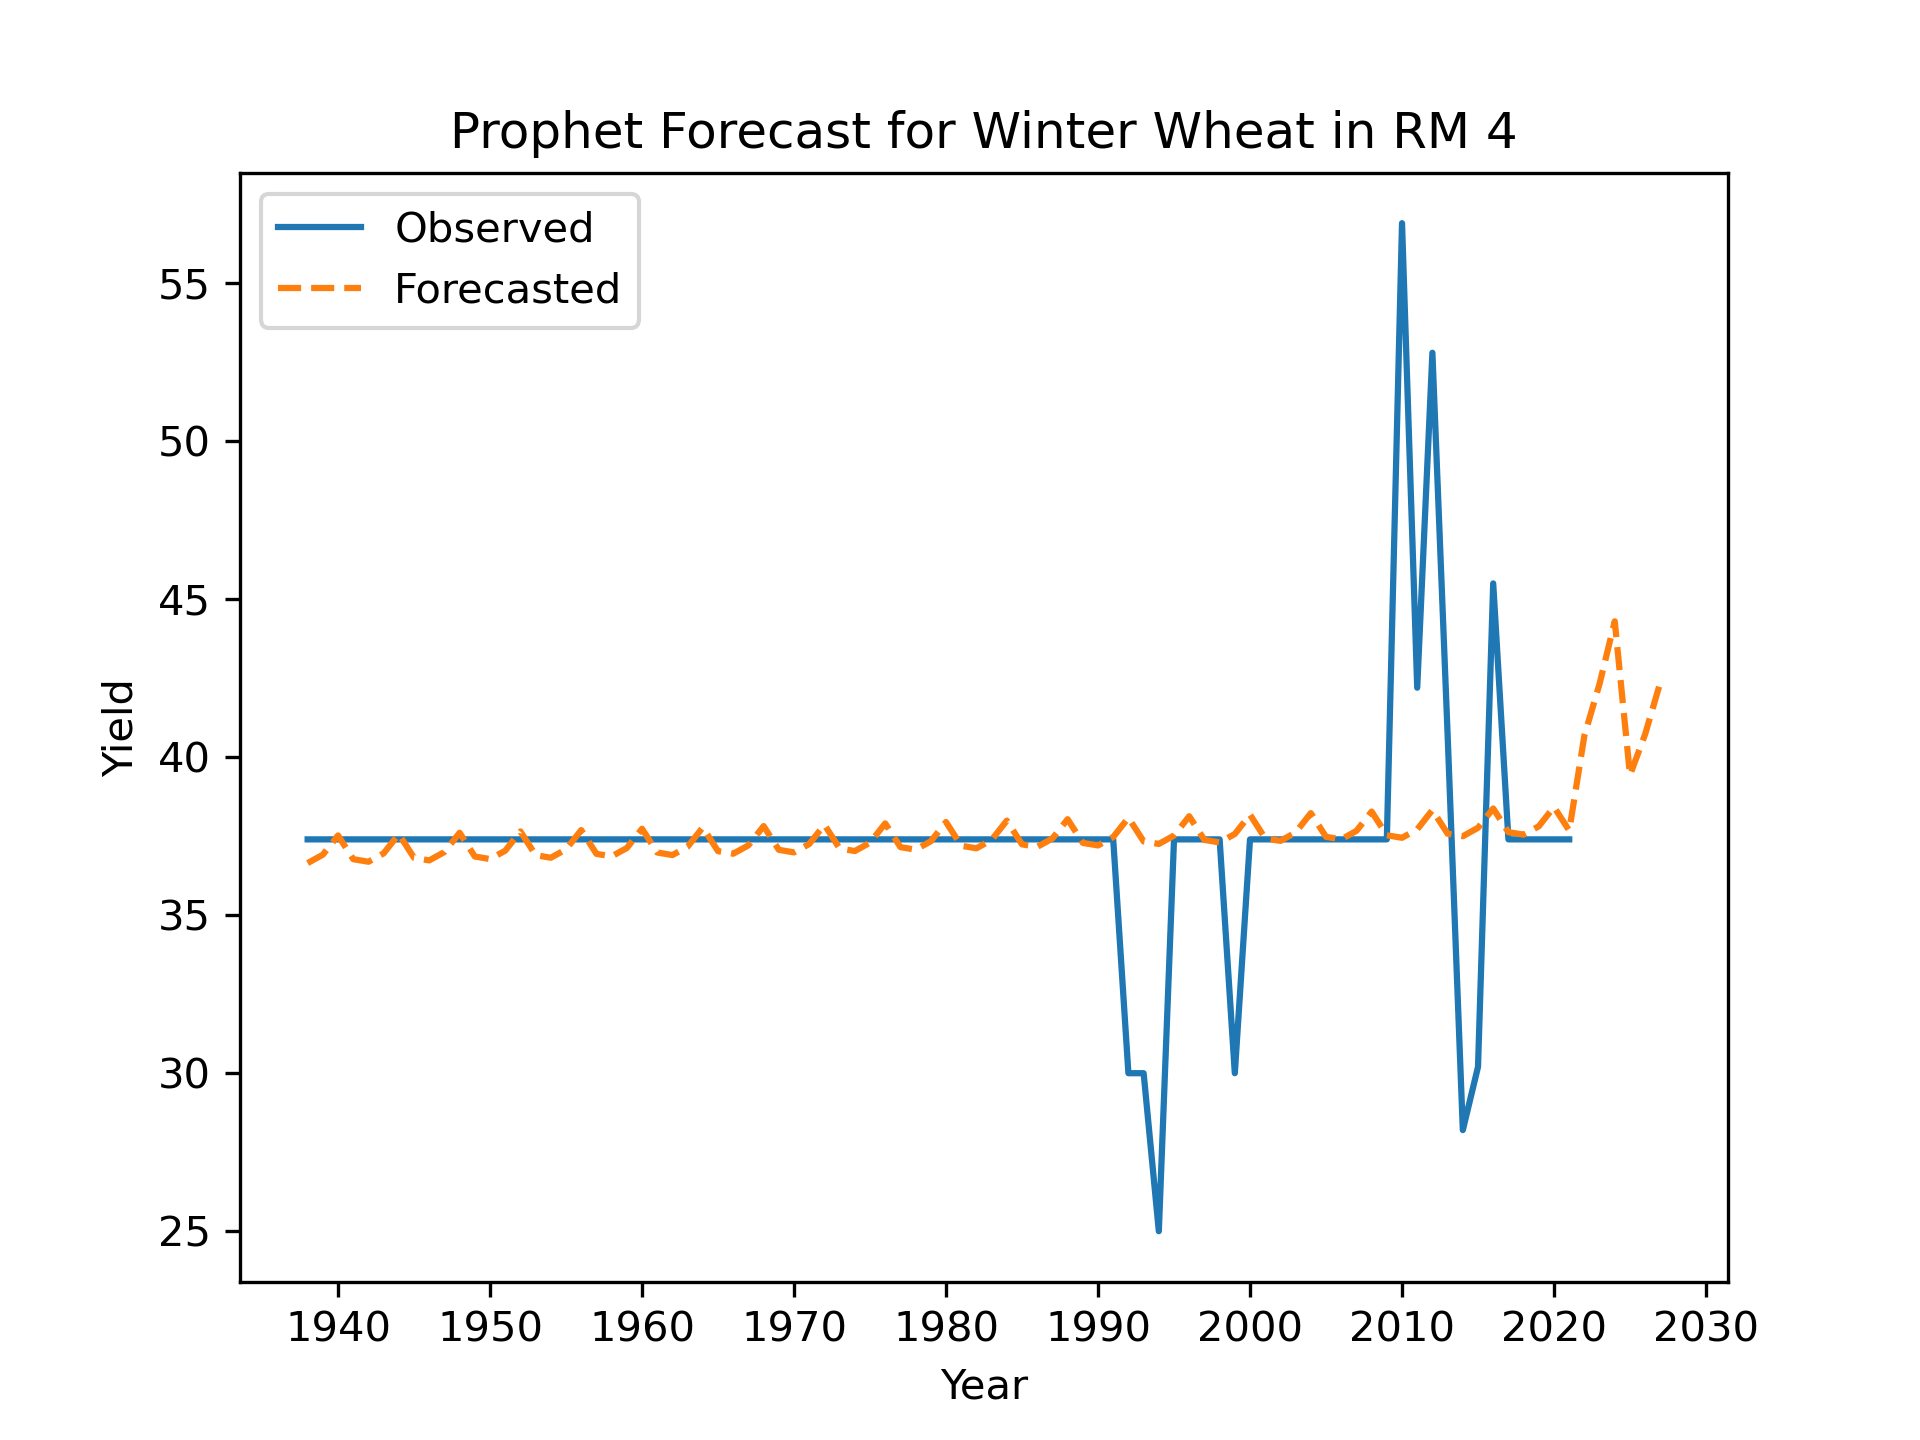 Prophet Forecast for Winter Wheat in RM 4
Observed
Forecasted
55
50
45
40
35
30
25
Yield
1940 1950 1960 1970 1980 1990 2000 2010 2020 2030
Year